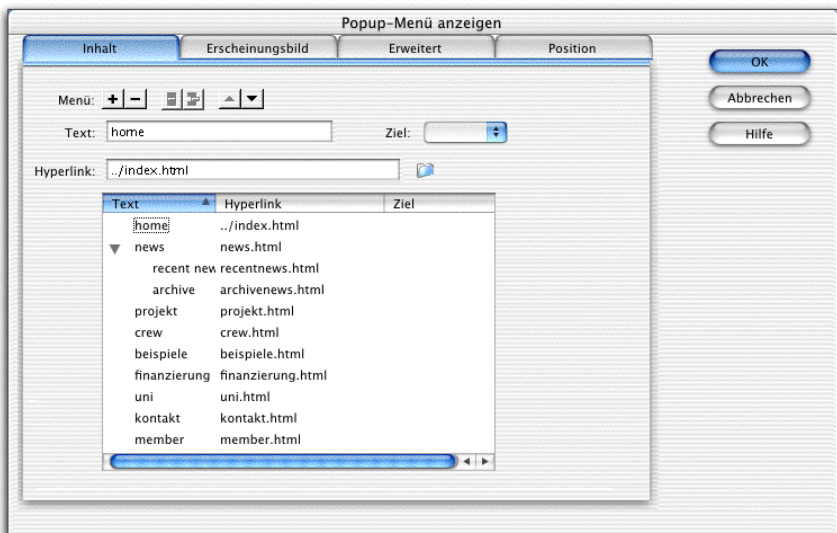 Popup-Menü anzeigen
Inhalt Erscheinungsbild Erweitert Position
OK
Abbrechen
Hilfe
Menü:
Text: home Ziel:
Hyperlink: ../index.html
Text Hyperlink Ziel
home ../index.html
news news.html
recent new recentnews.html
archive archivenews.html
projekt projekt.html
crew crew.html
beispiele beispiele.html
finanzierung finanzierung.html
uni uni.html
kontakt kontakt.html
member member.html